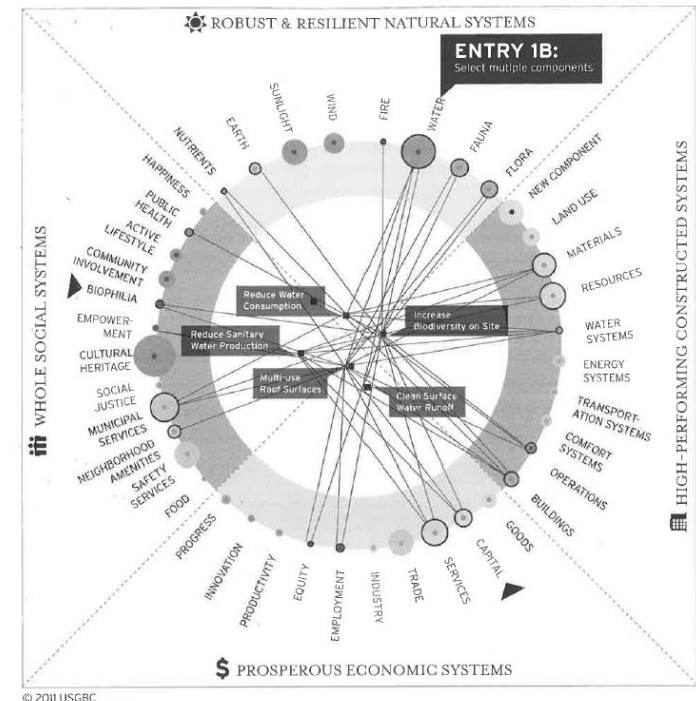 ROBUST & RESILIENT NATURAL SYSTEMS
ENTRY 1B:
Select mutiple components
NUTRIENTS
EARTH
SUNLIGHT
WIND
FIRE
WATER
FAUNA
FLORA
NEW COMPONENT
LAND USE
MATERIALS
RESOURCES
WATER
SYSTEMS
ENERGY
SYSTEMS
TRANSPORT-
ATION SYSTEMS
COMFORT
SYSTEMS
OPERATIONS
BUILDINGS
GOODS
CAPITAL
SERVICES
TRADE
INDUSTRY
EMPLOYMENT
EQUITY
PRODUCTIVITY
INNOVATION
PROGRESS
FOOD
SAFETY
SERVICES
NEIGHBORHOOD
AMENITIES
MUNICIPAL
SERVICES
SOCIAL
JUSTICE
CULTURAL
HERITAGE
EMPOWER-
MENT
BIOPHILIA
COMMUNITY
INVOLVEMENT
ACTIVE
LIFESTYLE
PUBLIC
HEALTH
HAPPINESS
Reduce Water
Consumption
Increase
Biodiversity on Site
Reduce Sanitary
Water Production
Multi-use
Roof Surfaces
Clean Surface
Water Runoff
WHOLE SOCIAL SYSTEMS
HIGH-PERFORMING CONSTRUCTED SYSTEMS
$ PROSPEROUS ECONOMIC SYSTEMS
© 2011 USGBC